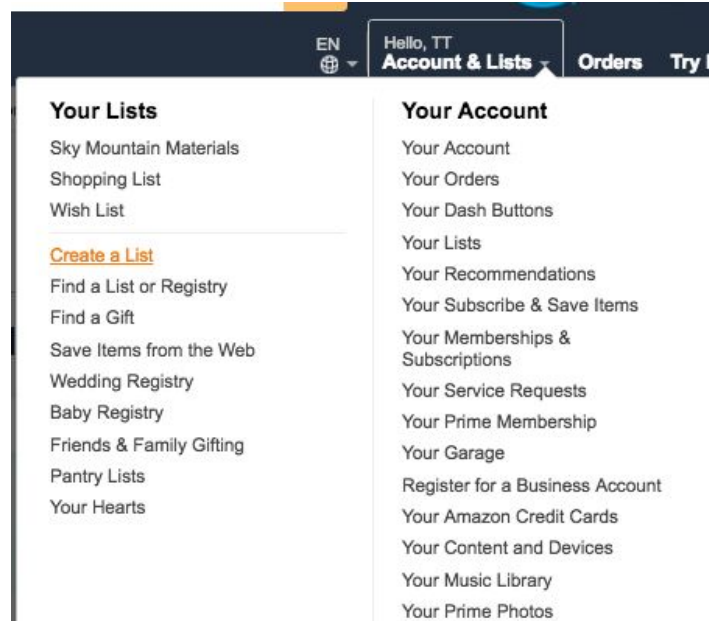 EN
Hello, TT
Account & Lists
Orders
Try
Your Lists
Sky Mountain Materials
Shopping List
Wish List
Create a List
Find a List or Registry
Find a Gift
Save Items from the Web
Wedding Registry
Baby Registry
Friends & Family Gifting
Pantry Lists
Your Hearts
Your Account
Your Account
Your Orders
Your Dash Buttons
Your Lists
Your Recommendations
Your Subscribe & Save Items
Your Memberships &
Subscriptions
Your Service Requests
Your Prime Membership
Your Garage
Register for a Business Account
Your Amazon Credit Cards
Your Content and Devices
Your Music Library
Your Prime Photos